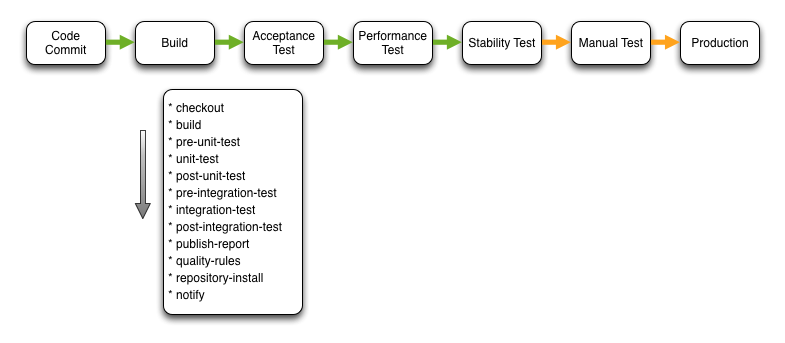 Code
Commit
Build
Acceptance
Test
Performance
Test
Stability Test
Manual Test
Production
* checkout
* build
* pre-unit-test
* unit-test
* post-unit-test
* pre-integration-test
* integration-test
* post-integration-test
* publish-report
* quality-rules
* repository-install
* notify